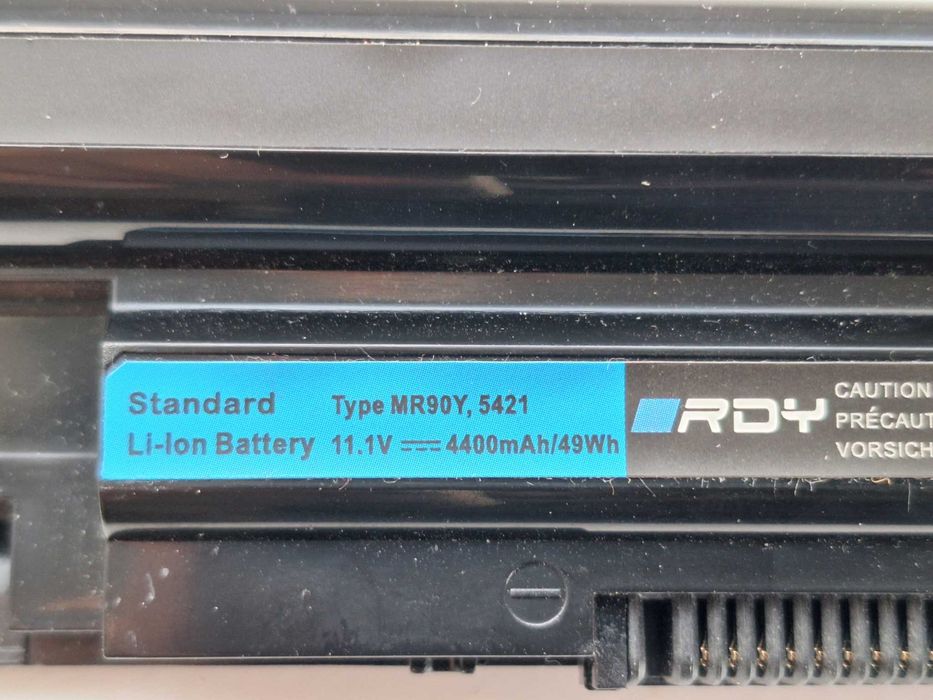 Standard
Li-Ion Battery
Type MR90Y, 5421
11.1V ⎓ 4400mAh/49Wh
RDY
CAUTION
PRÉCAUT
VORSICH